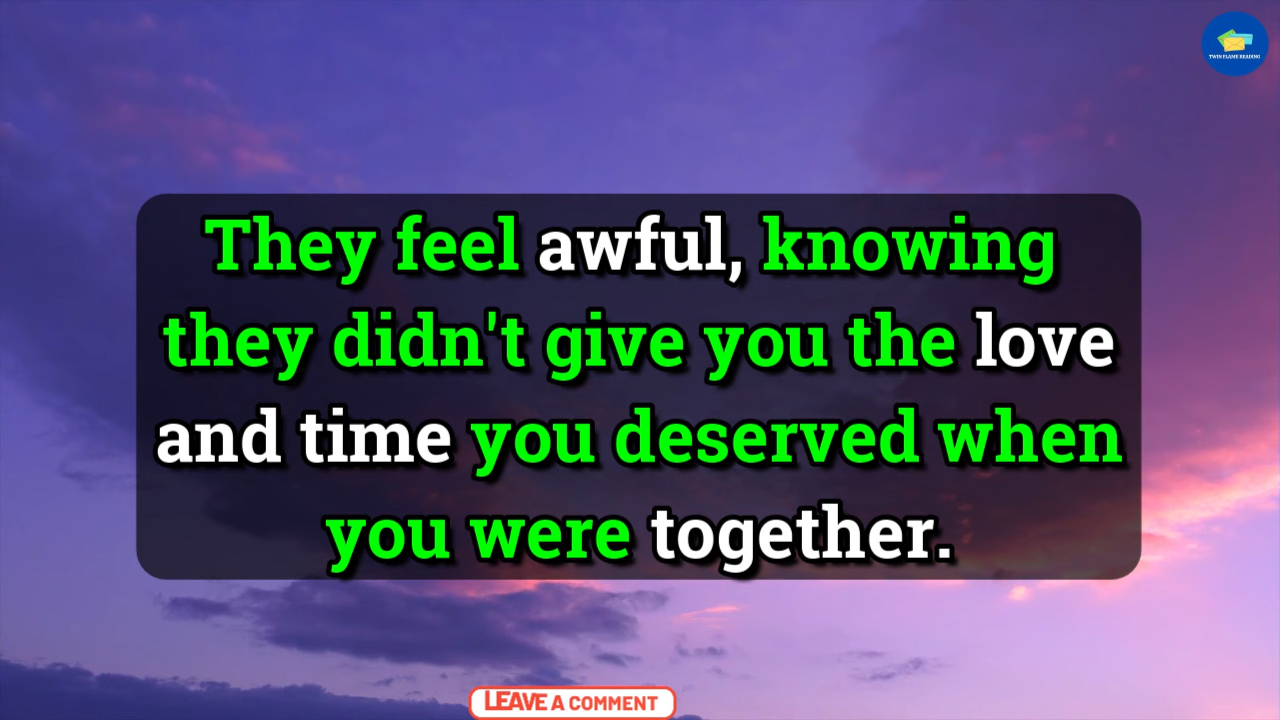 TWIN FLAME READING
They feel awful, knowing
they didn't give you the love
and time you deserved when
you were together.
LEAVE A COMMENT